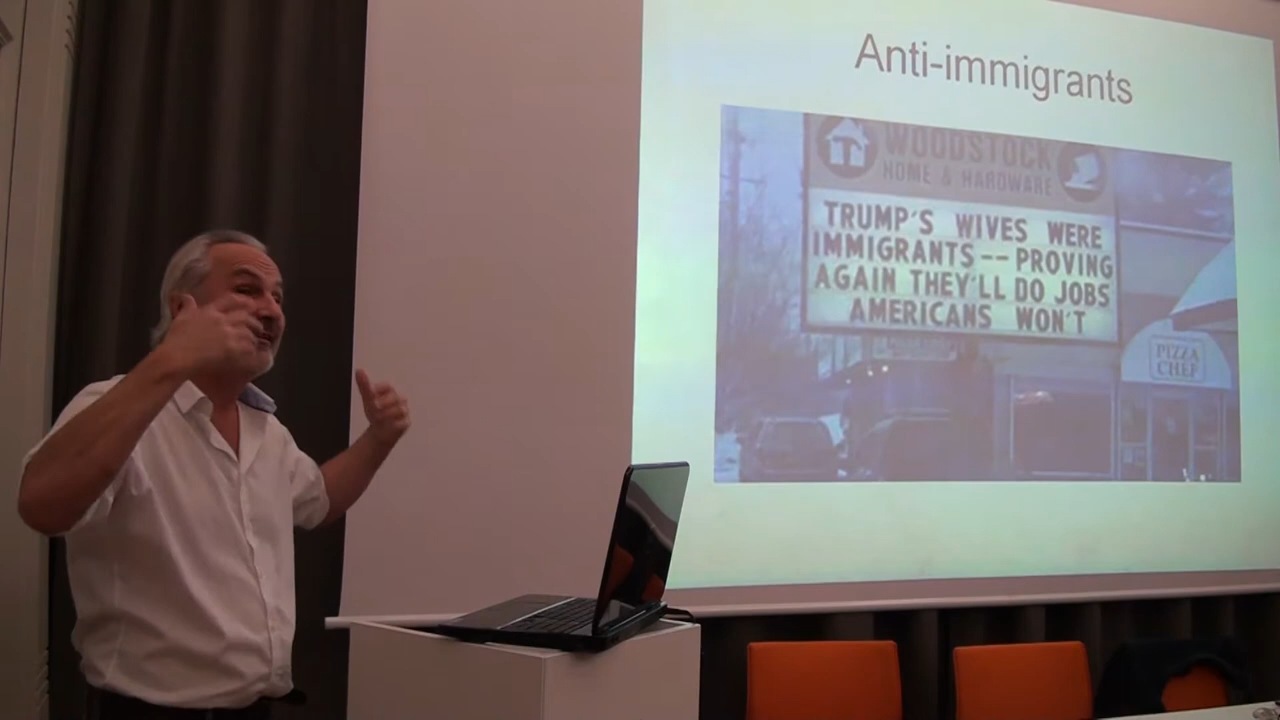 Anti-immigrants
WOODSTOCK
HOME & HARDWARE
TRUMP'S WIVES WERE
IMMIGRANTS -- PROVING
AGAIN THEY'LL DO JOBS
AMERICANS WON'T
PIZZA
CHEF